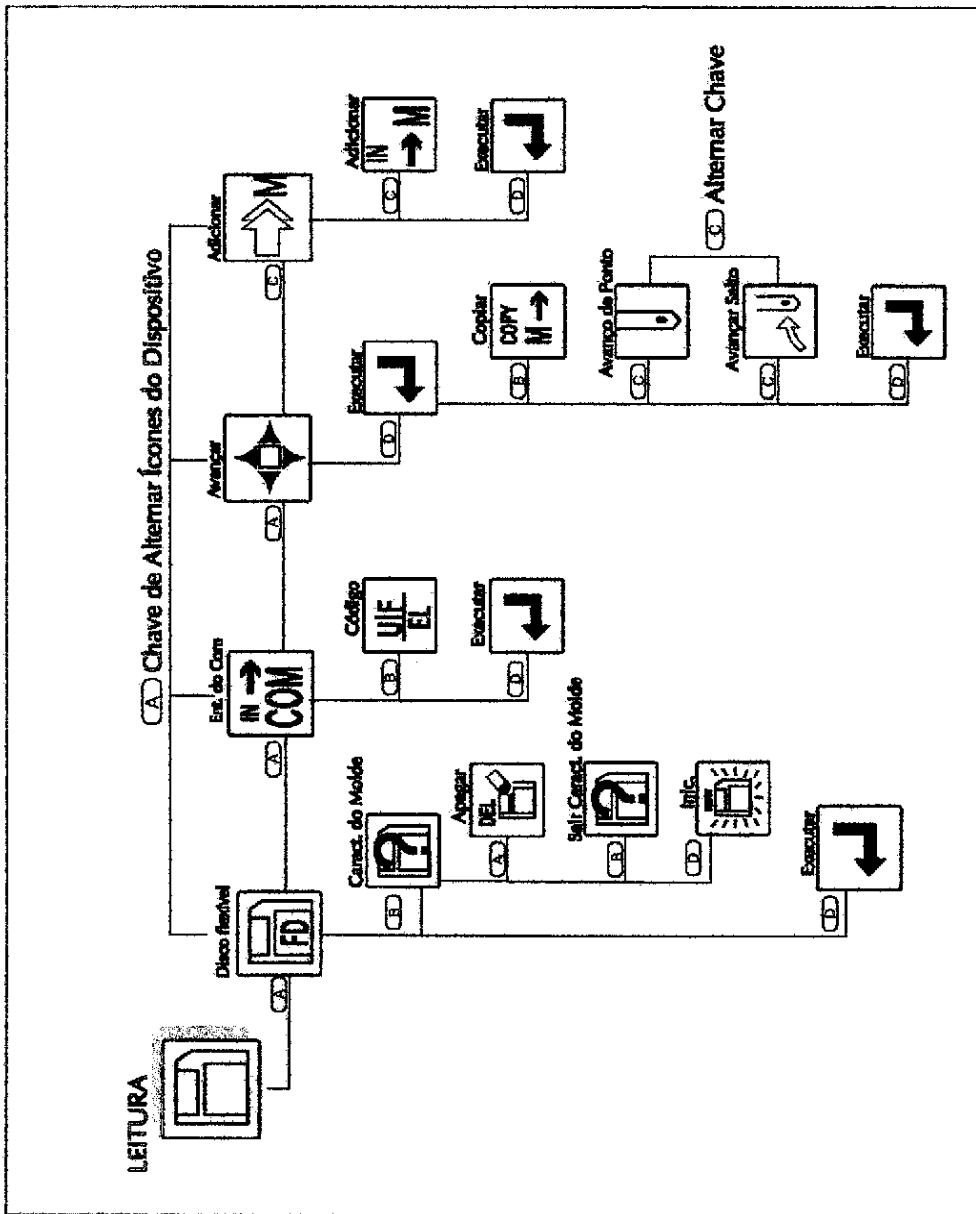 LEITURA
A Chave de Alternar Ícones do Dispositivo
Disco flexível
FD
A
Ent. do Com
IN
COM
A
Avançar
A
Adicionar
M
C
B
Caract. do Molde
A
Apagar
DEL
B
Sair Caract. do Molde
D
Inic.
D
Executar
B
Código
U F
EL
D
Executar
D
Executar
B
Copiar
COPY
M
C
Avanço de Ponto
C
Avançar Salto
C Alternar Chave
D
Executar
C
Adicionar
IN
M
D
Executar